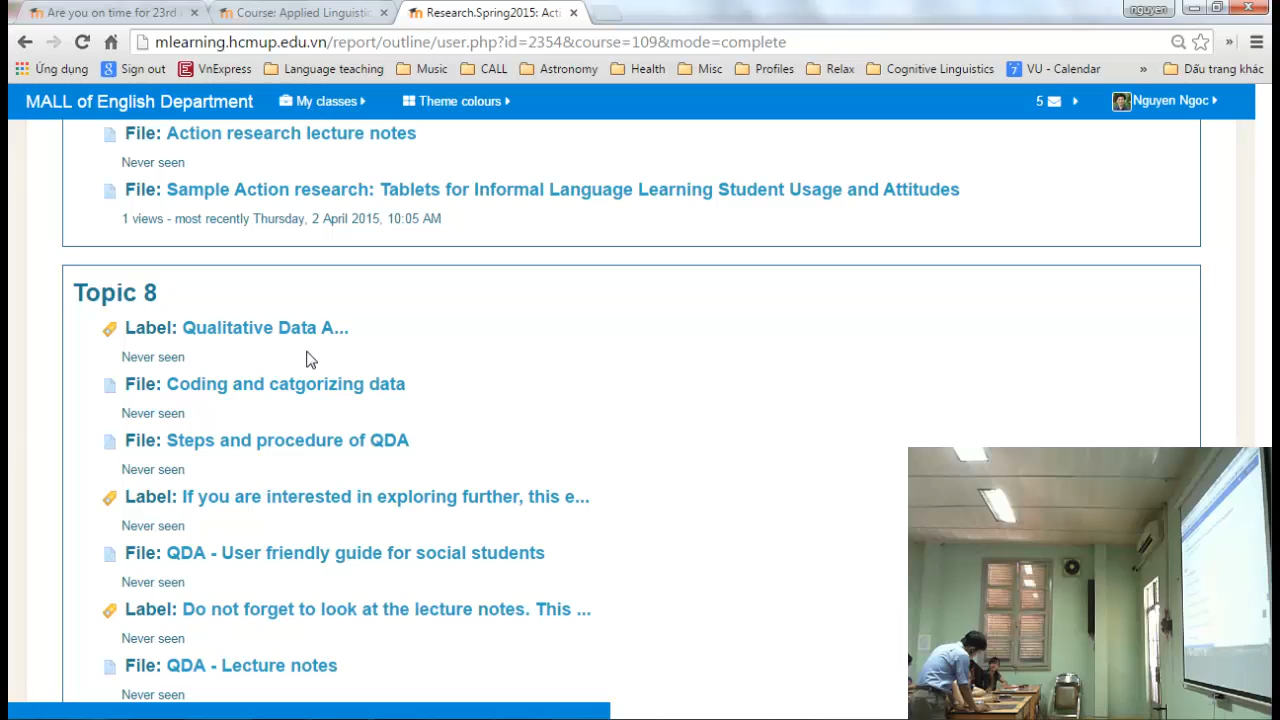 Are you on time for 23rd
Course: Applied Linguistic
Research.Spring2015: Acti
nguyen
mlearning.hcmup.edu.vn/report/outline/user.php?id=2354&course=109&mode=complete
Ứng dụng
Sign out
VnExpress
Language teaching
Music
CALL
Astronomy
Health
Misc
Profiles
Relax
Cognitive Linguistics
7 VU - Calendar
»
Dấu trang khác
MALL of English Department
My classes
Theme colours
5
Nguyen Ngoc
File: Action research lecture notes
Never seen
File: Sample Action research: Tablets for Informal Language Learning Student Usage and Attitudes
1 views - most recently Thursday, 2 April 2015, 10:05 AM
Topic 8
Label: Qualitative Data A...
Never seen
File: Coding and catgorizing data
Never seen
File: Steps and procedure of QDA
Never seen
Label: If you are interested in exploring further, this e...
Never seen
File: QDA - User friendly guide for social students
Never seen
Label: Do not forget to look at the lecture notes. This ...
Never seen
File: QDA - Lecture notes
Never seen